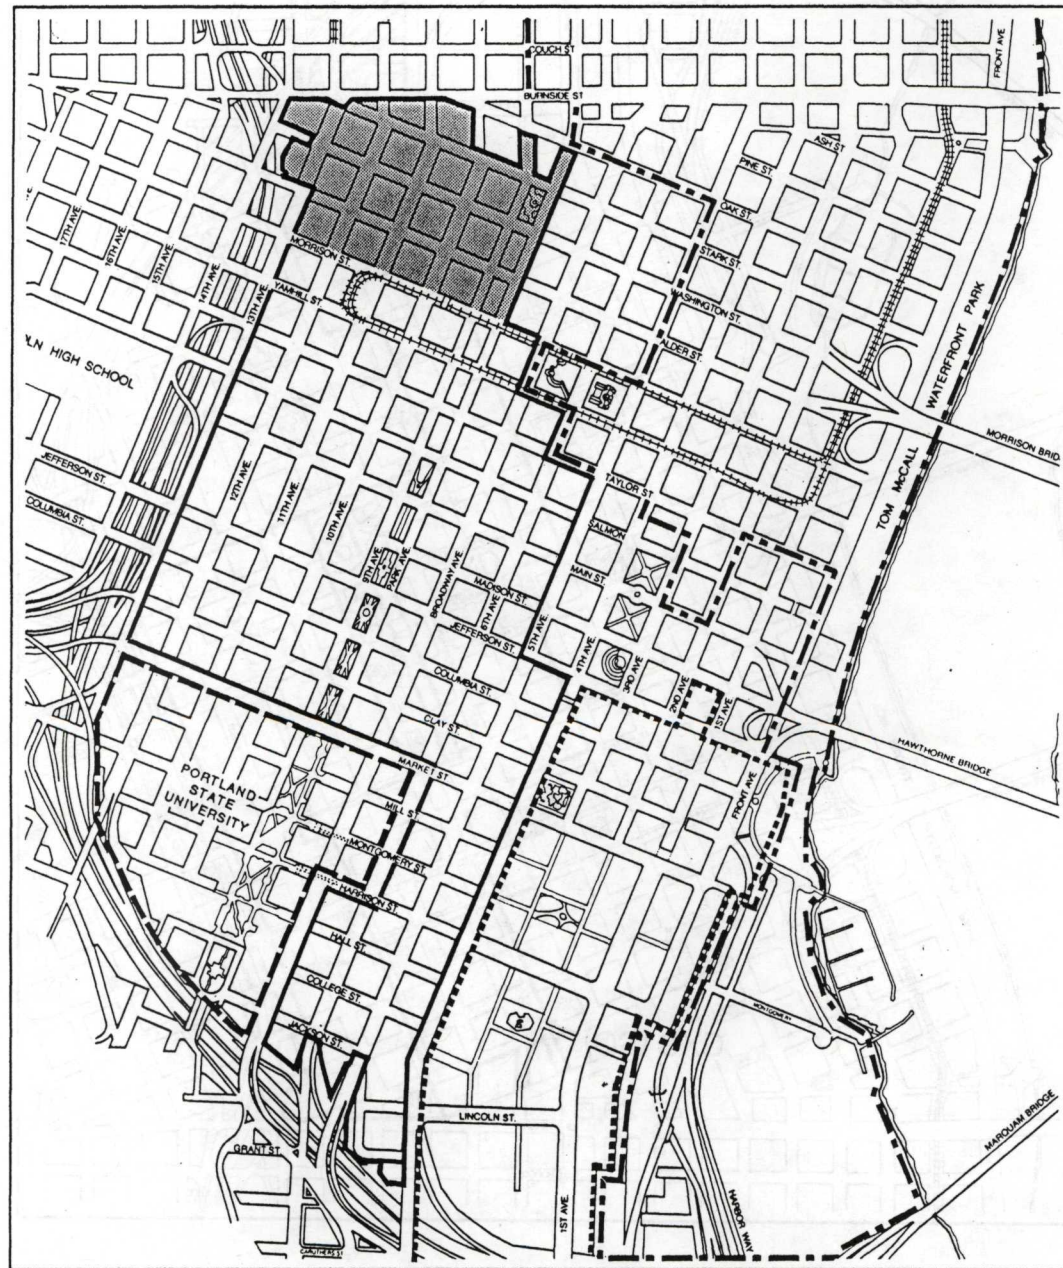 COUCH ST
BURNSIDE ST
FRONT AVE
ASH ST
PINE ST.
OAK ST
STARK ST.
WASHINGTON ST.
ALDER ST.
17TH AVE.
16TH AVE.
15TH AVE.
14TH AVE.
13TH AVE.
MORRISON ST.
YAMHILL ST
OLN HIGH SCHOOL
WATERFRONT PARK
TOM McCALL
MORRISON BRID
JEFFERSON ST.
COLUMBIA ST.
12TH AVE.
11TH AVE.
10TH AVE.
9TH AVE
PARK AVE
BROADWAY AVE
6TH AVE
5TH AVE.
4TH AVE.
3RD AVE
2ND AVE
1ST AVE
TAYLOR ST
SALMON
MAIN ST.
MADISON ST.
JEFFERSON ST.
COLUMBIA ST.
CLAY ST.
MARKET ST
MILL ST.
MONTGOMERY ST.
HARRISON ST.
HALL ST.
COLLEGE ST.
JACKSON ST.
PORTLAND
STATE
UNIVERSITY
HAWTHORNE BRIDGE
FRONT AVE
MONTGOMERY
LINCOLN ST.
GRANT ST.
CARUTHERS ST
1ST AVE.
HARBOR WAY
MARQUAM BRIDGE